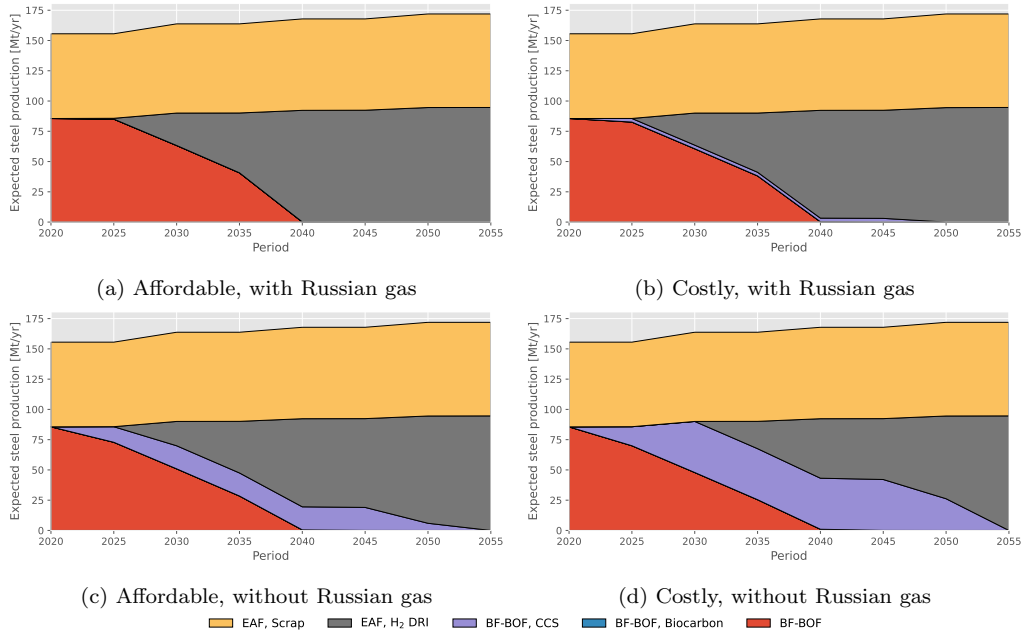 175
150
125
100
75
50
25
0
Expected steel production [Mt/yr]
2020 2025 2030 2035 2040 2045 2050 2055
Period
(a) Affordable, with Russian gas
175
150
125
100
75
50
25
0
Expected steel production [Mt/yr]
2020 2025 2030 2035 2040 2045 2050 2055
Period
(b) Costly, with Russian gas
175
150
125
100
75
50
25
0
Expected steel production [Mt/yr]
2020 2025 2030 2035 2040 2045 2050 2055
Period
(c) Affordable, without Russian gas
175
150
125
100
75
50
25
0
Expected steel production [Mt/yr]
2020 2025 2030 2035 2040 2045 2050 2055
Period
(d) Costly, without Russian gas
EAF, Scrap EAF, H₂ DRI BF-BOF, CCS BF-BOF, Biocarbon BF-BOF